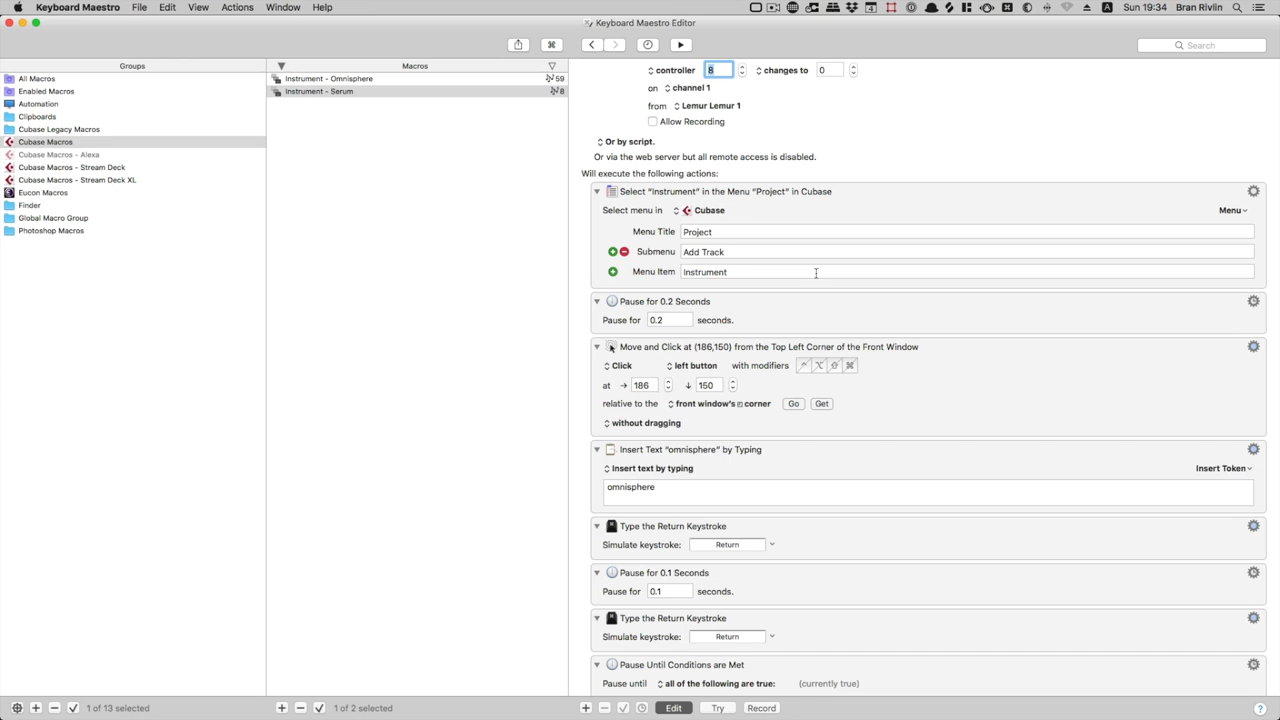 Keyboard Maestro File Edit View Actions Window Help Sun 19:34 Bran Rivlin
Keyboard Maestro Editor
Search
Groups
All Macros
Enabled Macros
Automation
Clipboards
Cubase Legacy Macros
Cubase Macros
Cubase Macros - Alexa
Cubase Macros - Stream Deck
Cubase Macros - Stream Deck XL
Eucon Macros
Finder
Global Macro Group
Photoshop Macros
Macros
Instrument - Omnisphere 59
Instrument - Serum 8
controller 8 changes to 0
on channel 1
from Lemur Lemur 1
Allow Recording
Or by script.
Or via the web server but all remote access is disabled.
Will execute the following actions:
Select “Instrument” in the Menu “Project” in Cubase
Select menu in Cubase Menu
Menu Title Project
Submenu Add Track
Menu Item Instrument
Pause for 0.2 Seconds
Pause for 0.2 seconds.
Move and Click at (186,150) from the Top Left Corner of the Front Window
Click left button with modifiers
at → 186 ↓ 150
relative to the front window's corner Go Get
without dragging
Insert Text “omnisphere” by Typing
Insert text by typing Insert Token
omnisphere
Type the Return Keystroke
Simulate keystroke: Return
Pause for 0.1 Seconds
Pause for 0.1 seconds.
Type the Return Keystroke
Simulate keystroke: Return
Pause Until Conditions are Met
Pause until all of the following are true: (currently true)
1 of 13 selected
1 of 2 selected
Edit Try Record ?